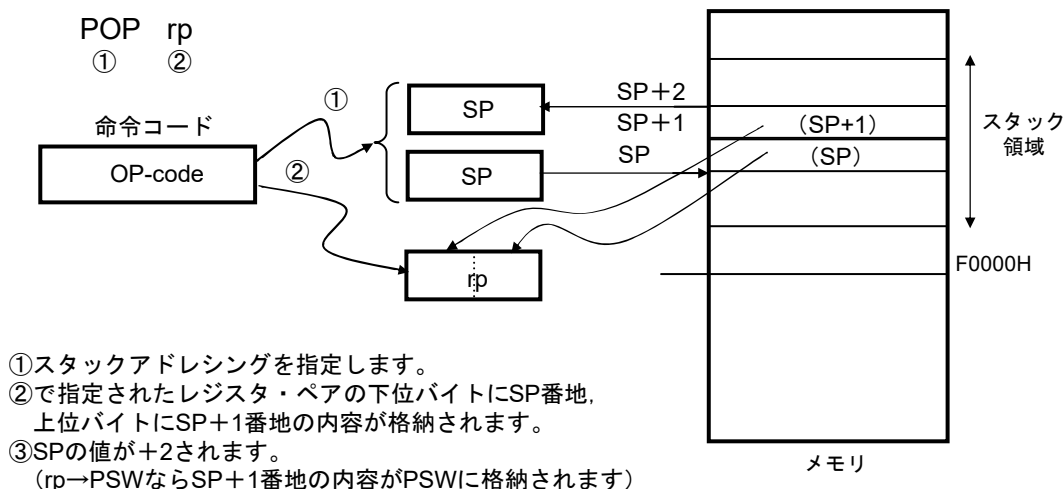 POP rp
① ②
命令コード
OP-code
①
②
SP
SP
SP＋2
SP＋1
SP
（SP+1）
（SP）
スタック
領域
rp
F0000H
メモリ
①スタックアドレシングを指定します。
②で指定されたレジスタ・ペアの下位バイトにSP番地,
上位バイトにSP＋1番地の内容が格納されます。
③SPの値が＋2されます。
（rp→PSWならSP＋1番地の内容がPSWに格納されます）